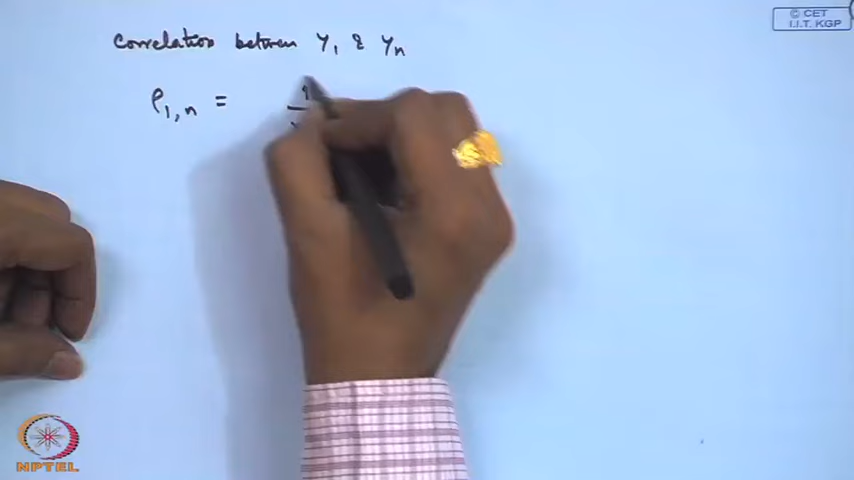 © CET
I.I.T. KGP
Correlation between Y₁ & Yₙ
ρ₁,ₙ =
NPTEL